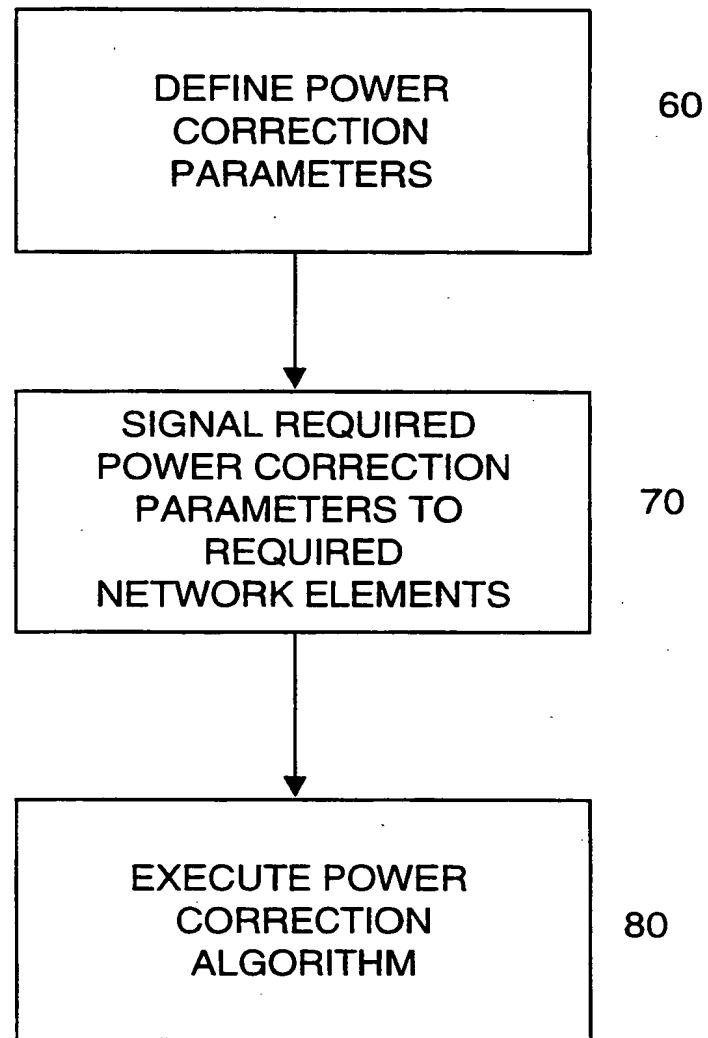 DEFINE POWER
CORRECTION
PARAMETERS
60
SIGNAL REQUIRED
POWER CORRECTION
PARAMETERS TO
REQUIRED
NETWORK ELEMENTS
70
EXECUTE POWER
CORRECTION
ALGORITHM
80